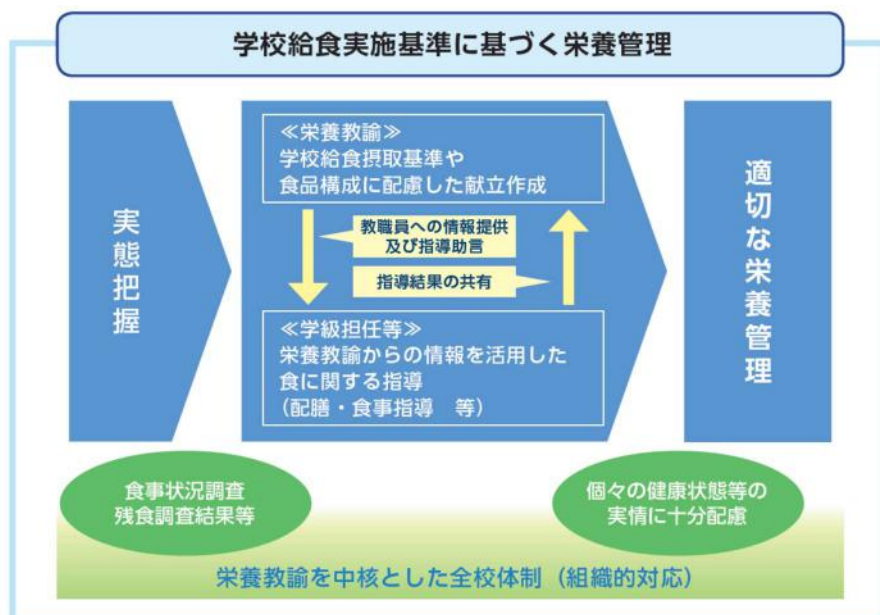 学校給食実施基準に基づく栄養管理
実態把握
≪栄養教諭≫
学校給食摂取基準や
食品構成に配慮した献立作成
教職員への情報提供
及び指導助言
指導結果の共有
≪学級担任等≫
栄養教諭からの情報を活用した
食に関する指導
（配膳・食事指導　等）
適切な栄養管理
食事状況調査
残食調査結果等
個々の健康状態等の
実情に十分配慮
栄養教諭を中核とした全校体制（組織的対応）